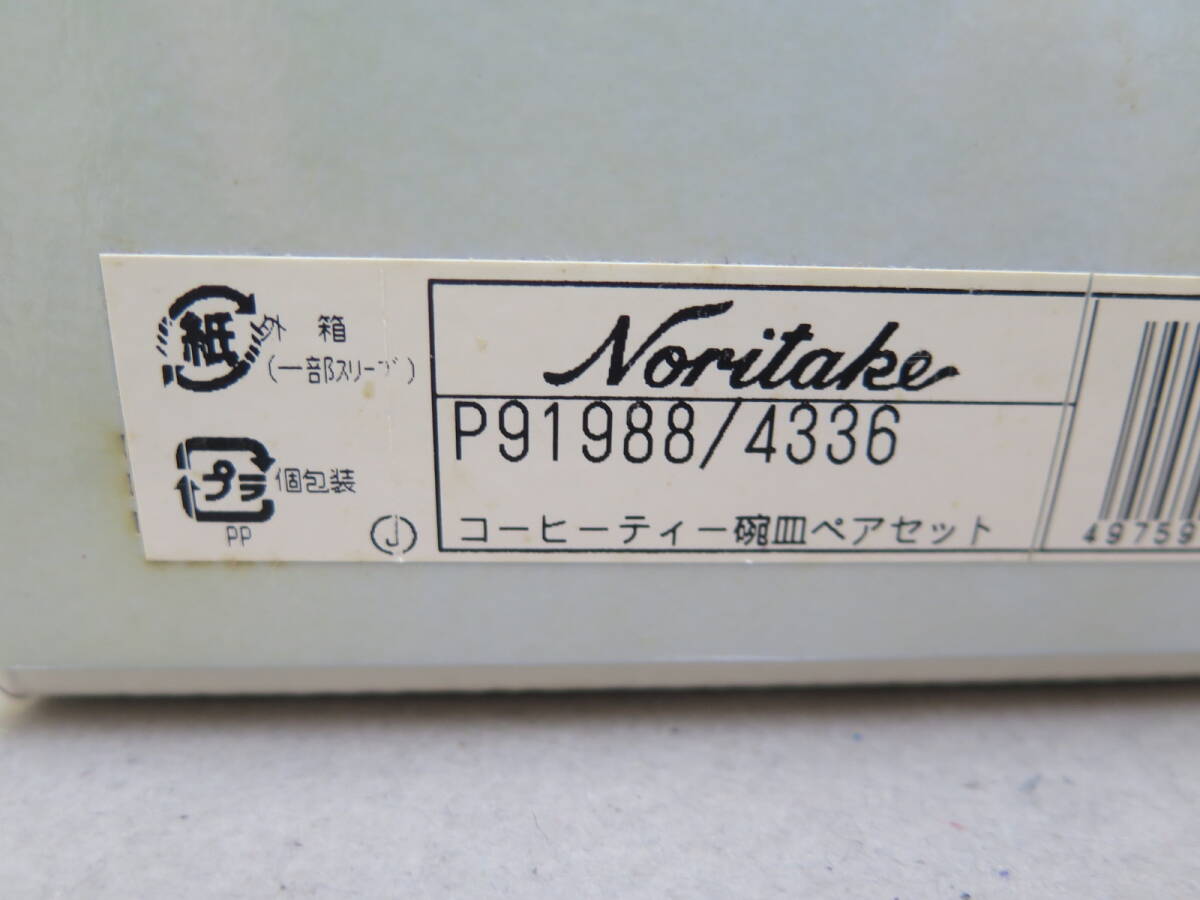 紙 外箱
(一部スリーブ)
プラ 個包装
PP
J
Noritake
P91988/4336
コーヒーティー碗皿ペアセット
49759